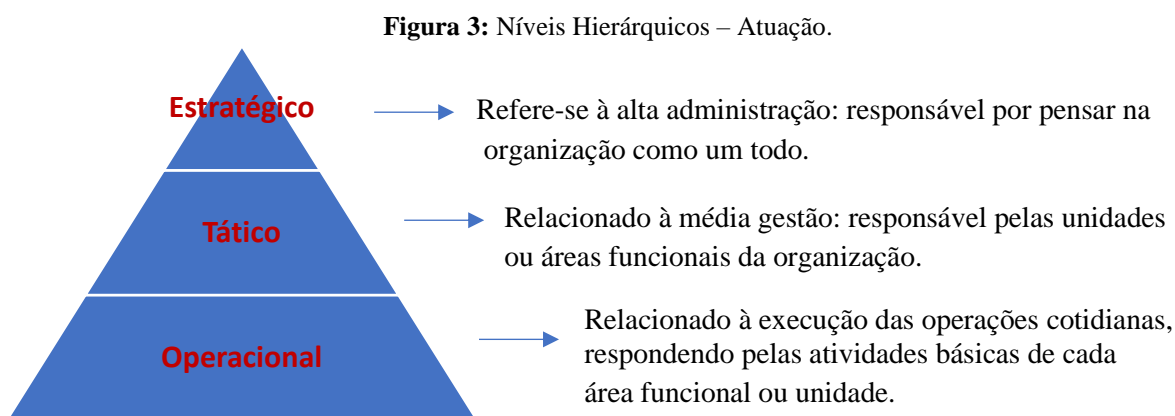 Figura 3: Níveis Hierárquicos – Atuação.
Estratégico
Refere-se à alta administração: responsável por pensar na
organização como um todo.
Tático
Relacionado à média gestão: responsável pelas unidades
ou áreas funcionais da organização.
Operacional
Relacionado à execução das operações cotidianas,
respondendo pelas atividades básicas de cada
área funcional ou unidade.